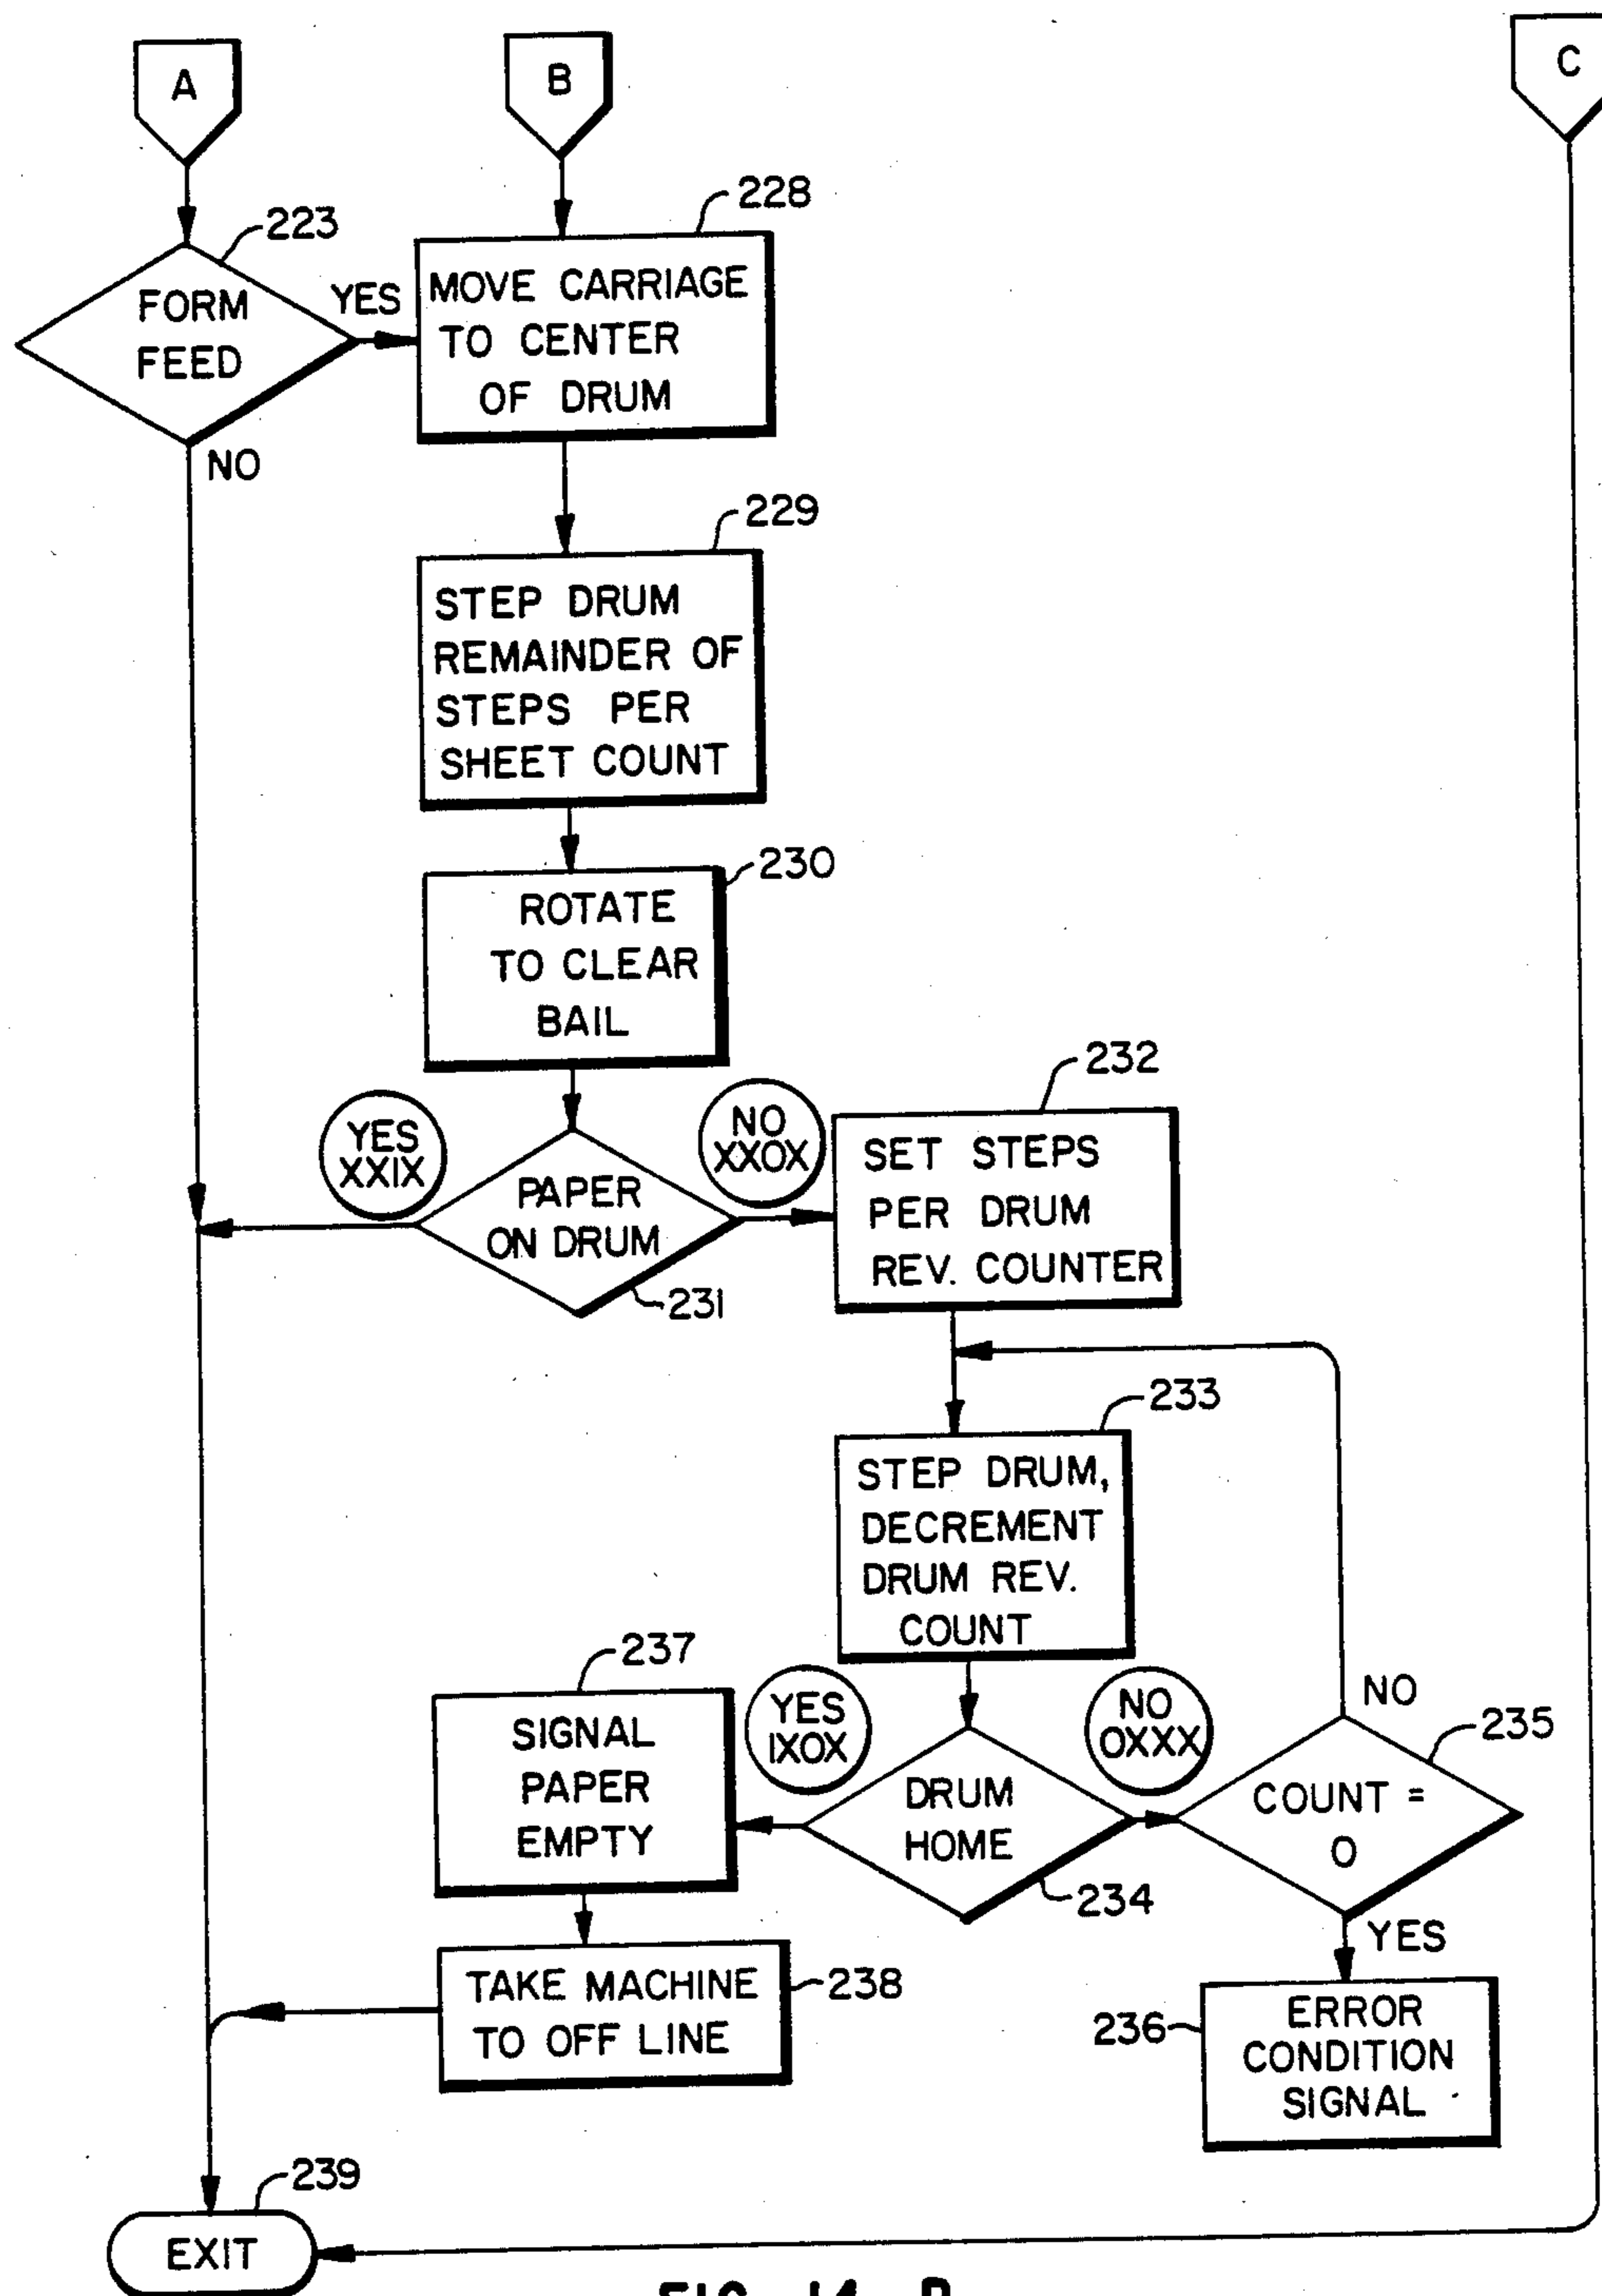 A
B
C
223
228
FORM
FEED
YES
NO
MOVE CARRIAGE
TO CENTER
OF DRUM
229
STEP DRUM
REMAINDER OF
STEPS PER
SHEET COUNT
230
ROTATE
TO CLEAR
BAIL
YES
XXIX
PAPER
ON DRUM
231
NO
XXOX
232
SET STEPS
PER DRUM
REV. COUNTER
233
STEP DRUM,
DECREMENT
DRUM REV.
COUNT
YES
IXOX
DRUM
HOME
234
NO
OXXX
235
COUNT =
O
NO
YES
236
ERROR
CONDITION
SIGNAL
237
SIGNAL
PAPER
EMPTY
238
TAKE MACHINE
TO OFF LINE
239
EXIT